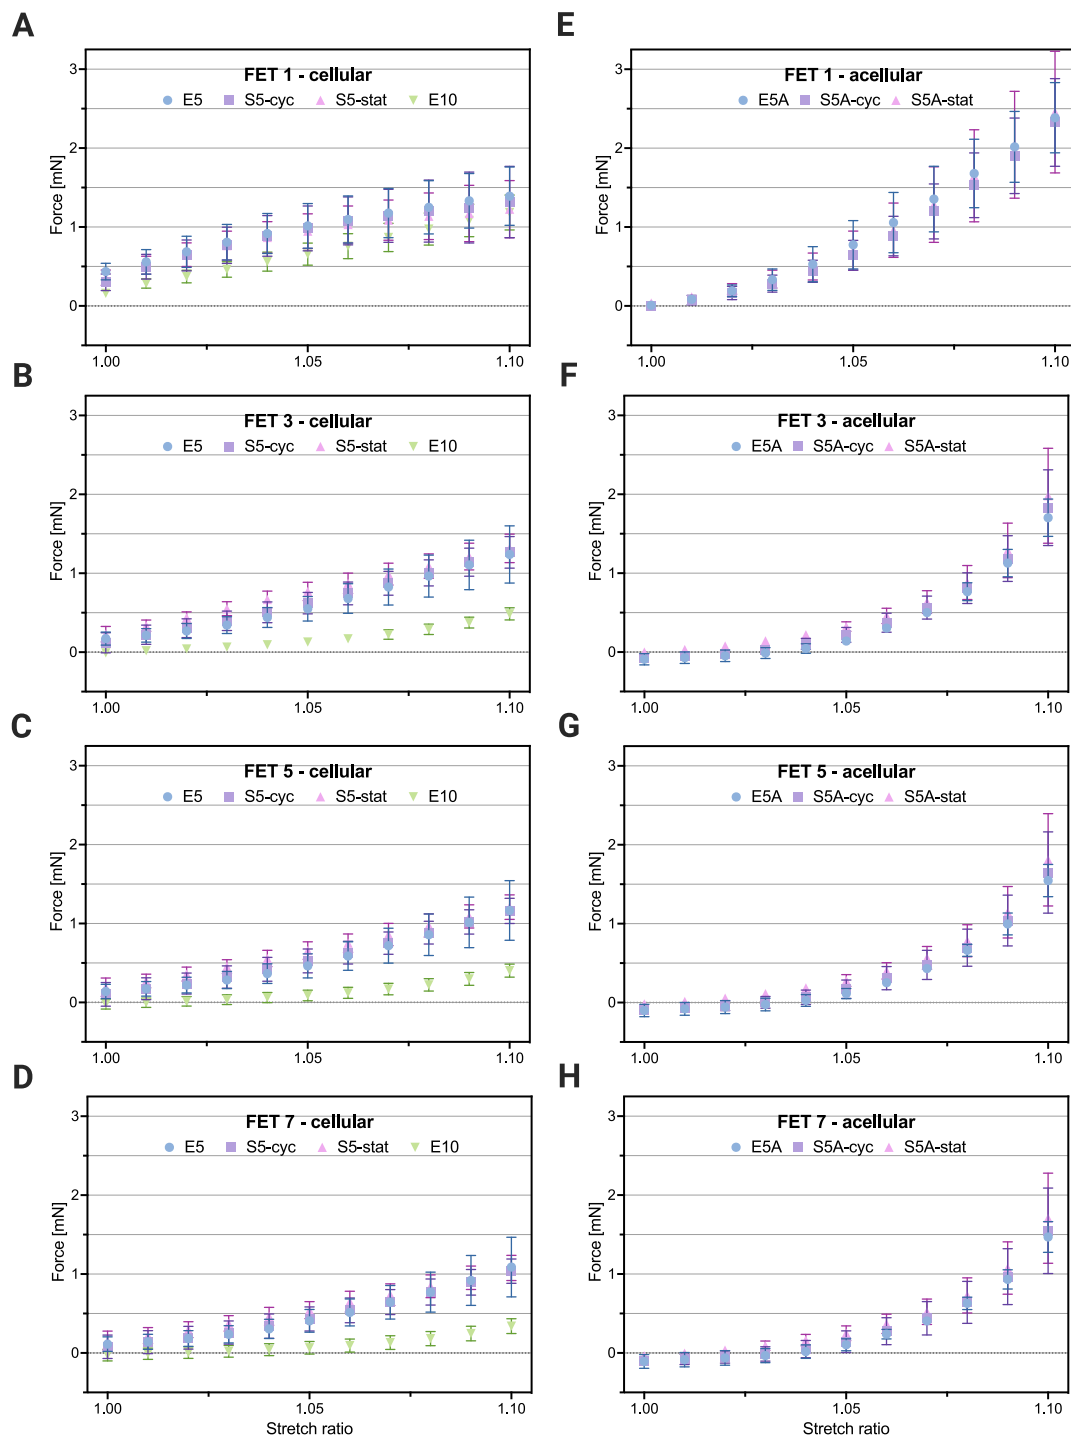 A
FET 1 - cellular
E5 S5-cyc S5-stat E10
Force [mN]
3
2
1
0
1.00 1.05 1.10
E
FET 1 - acellular
E5A S5A-cyc S5A-stat
Force [mN]
3
2
1
0
1.00 1.05 1.10
B
FET 3 - cellular
E5 S5-cyc S5-stat E10
Force [mN]
3
2
1
0
1.00 1.05 1.10
F
FET 3 - acellular
E5A S5A-cyc S5A-stat
Force [mN]
3
2
1
0
1.00 1.05 1.10
C
FET 5 - cellular
E5 S5-cyc S5-stat E10
Force [mN]
3
2
1
0
1.00 1.05 1.10
G
FET 5 - acellular
E5A S5A-cyc S5A-stat
Force [mN]
3
2
1
0
1.00 1.05 1.10
D
FET 7 - cellular
E5 S5-cyc S5-stat E10
Force [mN]
3
2
1
0
1.00 1.05 1.10
Stretch ratio
H
FET 7 - acellular
E5A S5A-cyc S5A-stat
Force [mN]
3
2
1
0
1.00 1.05 1.10
Stretch ratio